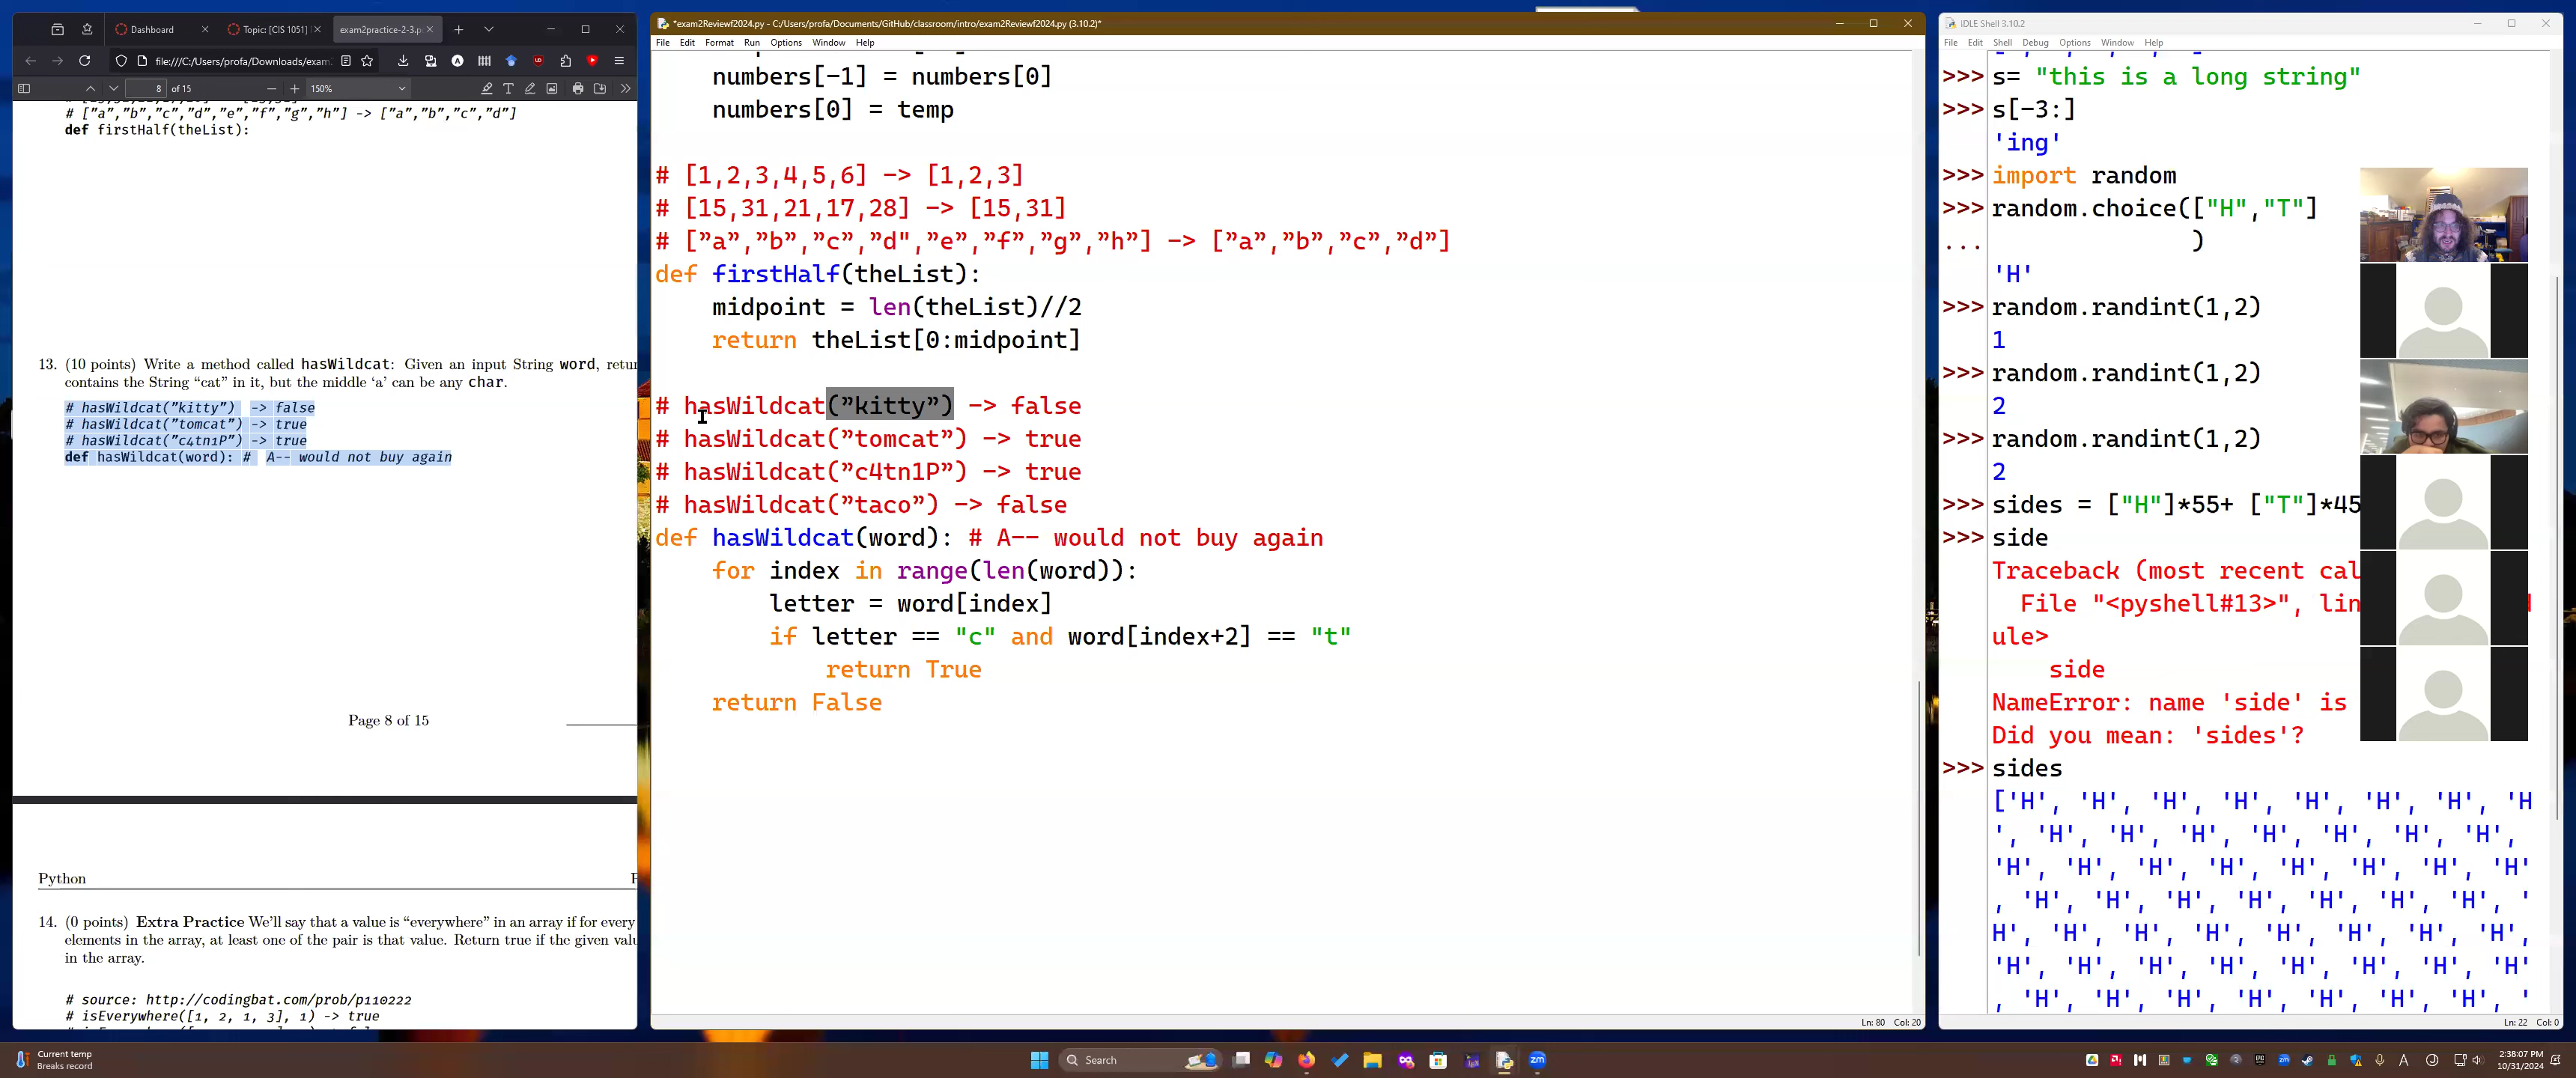 Dashboard
Topic: [CIS 1051]
exam2practice-2-3.p
file:///C:/Users/profa/Downloads/exam
8 of 15
150%
# ["a","b","c","d","e","f","g","h"] -> ["a","b","c","d"]
def firstHalf(theList):
13. (10 points) Write a method called hasWildcat: Given an input String word, retur
contains the String “cat” in it, but the middle ‘a’ can be any char.
# hasWildcat(”kitty”) -> false
# hasWildcat(”tomcat”) -> true
# hasWildcat(”c4tn1P”) -> true
def hasWildcat(word): # A-- would not buy again
Page 8 of 15
Python
14. (0 points) Extra Practice We'll say that a value is “everywhere” in an array if for every
elements in the array, at least one of the pair is that value. Return true if the given valu
in the array.
# source: http://codingbat.com/prob/p110222
# isEverywhere([1, 2, 1, 3], 1) -> true
*exam2Reviewf2024.py - C:/Users/profa/Documents/GitHub/classroom/intro/exam2Reviewf2024.py (3.10.2)*
File Edit Format Run Options Window Help
numbers[-1] = numbers[0]
numbers[0] = temp
# [1,2,3,4,5,6] -> [1,2,3]
# [15,31,21,17,28] -> [15,31]
# [”a”,”b”,”c”,”d",”e”,”f”,”g”,”h”] -> [”a”,”b”,”c”,”d”]
def firstHalf(theList):
midpoint = len(theList)//2
return theList[0:midpoint]
# hasWildcat(”kitty”) -> false
# hasWildcat(”tomcat”) -> true
# hasWildcat(”c4tn1P”) -> true
# hasWildcat(”taco”) -> false
def hasWildcat(word): # A-- would not buy again
for index in range(len(word)):
letter = word[index]
if letter == "c" and word[index+2] == "t"
return True
return False
Ln: 80 Col: 20
IDLE Shell 3.10.2
File Edit Shell Debug Options Window Help
>>> s= "this is a long string"
>>> s[-3:]
'ing'
>>> import random
>>> random.choice(["H","T"]
... )
'H'
>>> random.randint(1,2)
1
>>> random.randint(1,2)
2
>>> random.randint(1,2)
2
>>> sides = ["H"]*55+ ["T"]*45
>>> side
Traceback (most recent cal
File "<pyshell#13>", lin
ule>
side
NameError: name 'side' is
Did you mean: 'sides'?
>>> sides
['H', 'H', 'H', 'H', 'H', 'H', 'H', 'H
', 'H', 'H', 'H', 'H', 'H', 'H', 'H',
'H', 'H', 'H', 'H', 'H', 'H', 'H', 'H'
, 'H', 'H', 'H', 'H', 'H', 'H', 'H', '
H', 'H', 'H', 'H', 'H', 'H', 'H', 'H',
'H', 'H', 'H', 'H', 'H', 'H', 'H', 'H'
, 'H', 'H', 'H', 'H', 'H', 'H', 'H', '
Ln: 22 Col: 0
Current temp
Breaks record
Search
2:38:07 PM
10/31/2024